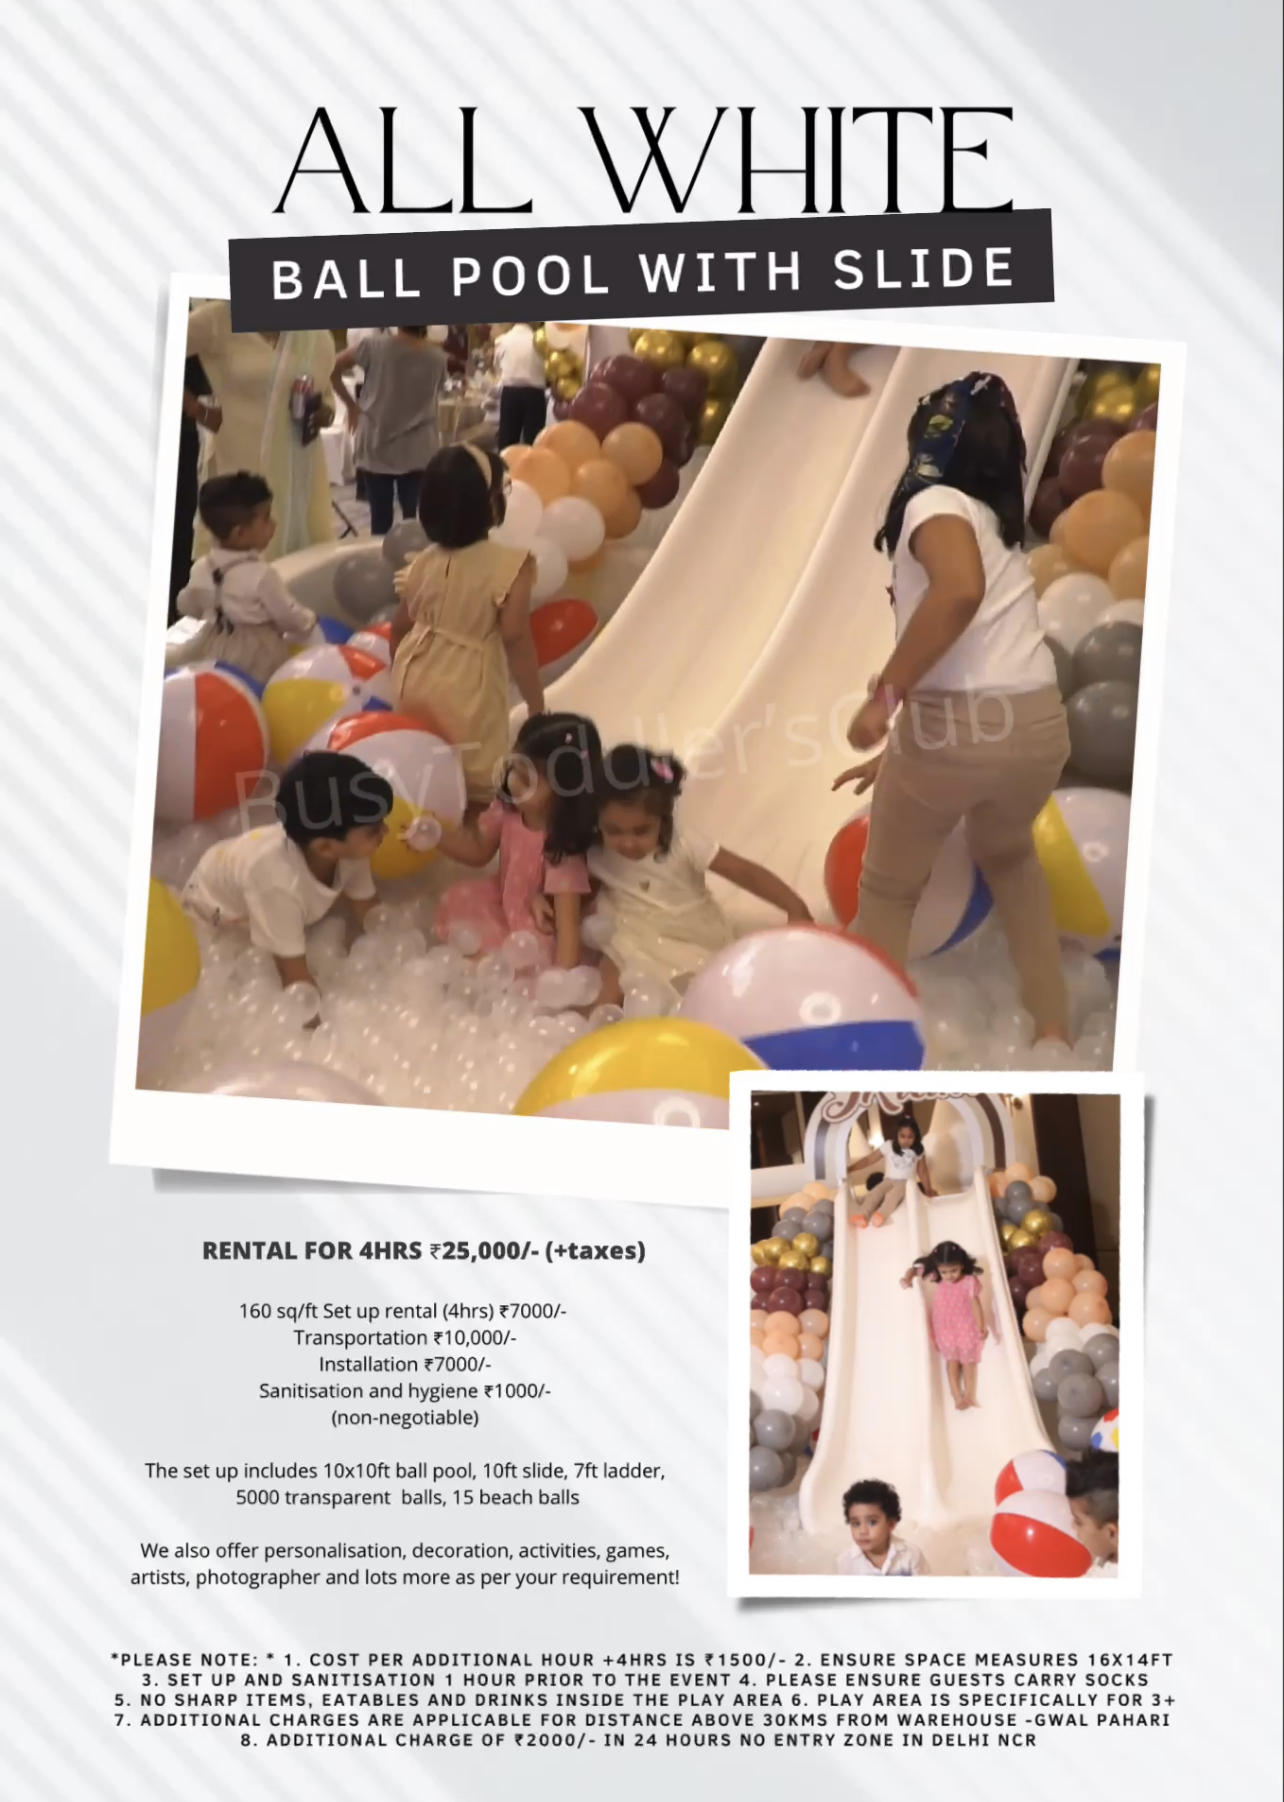 ALL WHITE
BALL POOL WITH SLIDE
BusyToddler'sClub
RENTAL FOR 4HRS ₹25,000/- (+taxes)
160 sq/ft Set up rental (4hrs) ₹7000/-
Transportation ₹10,000/-
Installation ₹7000/-
Sanitisation and hygiene ₹1000/-
(non-negotiable)
The set up includes 10x10ft ball pool, 10ft slide, 7ft ladder,
5000 transparent balls, 15 beach balls
We also offer personalisation, decoration, activities, games,
artists, photographer and lots more as per your requirement!
*PLEASE NOTE: * 1. COST PER ADDITIONAL HOUR +4HRS IS ₹1500/- 2. ENSURE SPACE MEASURES 16X14FT
3. SET UP AND SANITISATION 1 HOUR PRIOR TO THE EVENT 4. PLEASE ENSURE GUESTS CARRY SOCKS
5. NO SHARP ITEMS, EATABLES AND DRINKS INSIDE THE PLAY AREA 6. PLAY AREA IS SPECIFICALLY FOR 3+
7. ADDITIONAL CHARGES ARE APPLICABLE FOR DISTANCE ABOVE 30KMS FROM WAREHOUSE -GWAL PAHARI
8. ADDITIONAL CHARGE OF ₹2000/- IN 24 HOURS NO ENTRY ZONE IN DELHI NCR